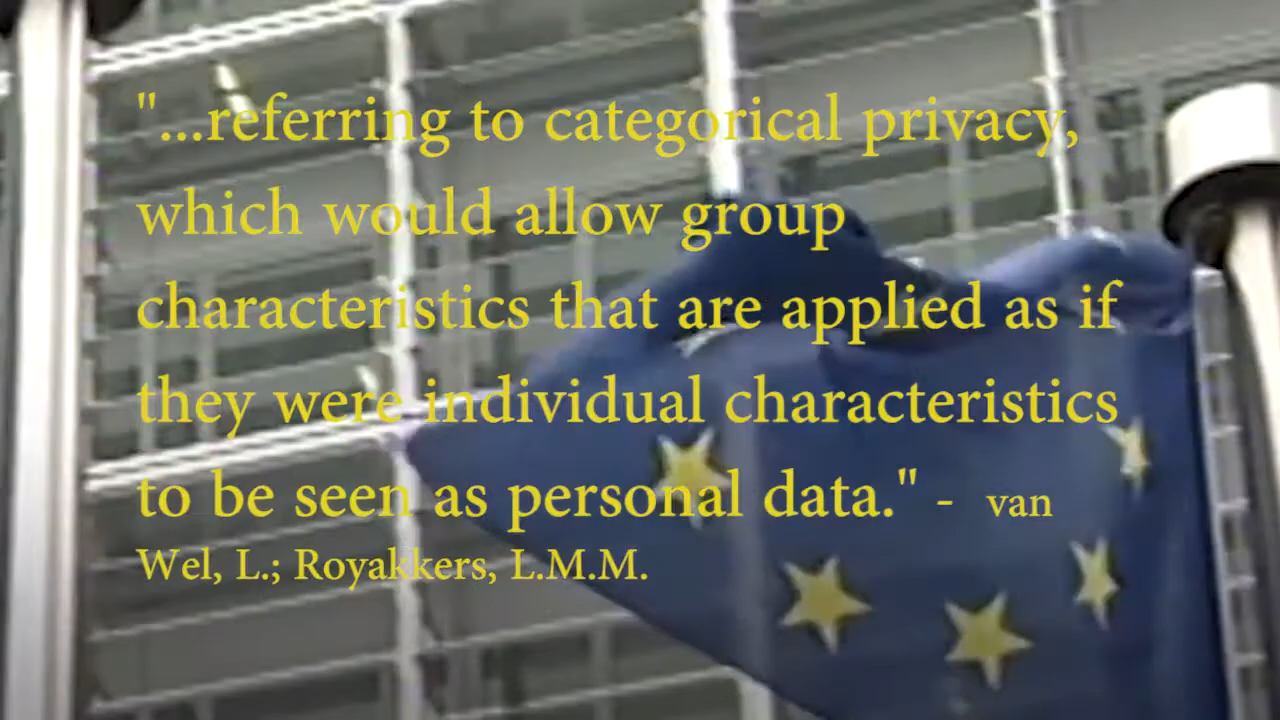 "...referring to categorical privacy,
which would allow group
characteristics that are applied as if
they were individual characteristics
to be seen as personal data." - van
Wel, L.; Royakkers, L.M.M.